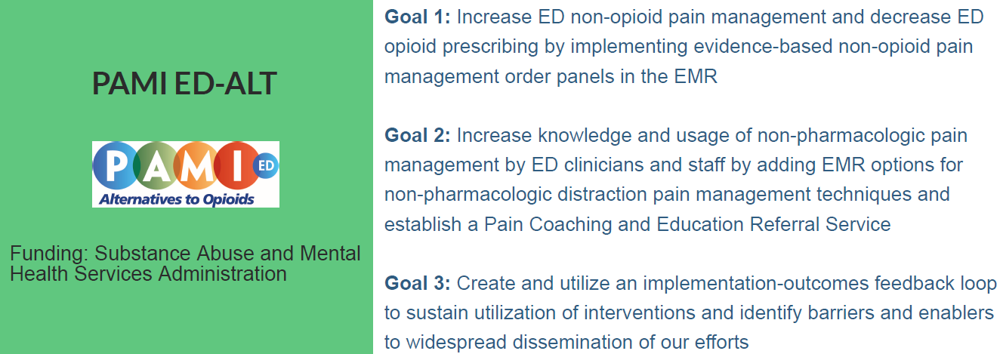 PAMI ED-ALT
PAMI ED
Alternatives to Opioids
Funding: Substance Abuse and Mental
Health Services Administration
Goal 1: Increase ED non-opioid pain management and decrease ED
opioid prescribing by implementing evidence-based non-opioid pain
management order panels in the EMR
Goal 2: Increase knowledge and usage of non-pharmacologic pain
management by ED clinicians and staff by adding EMR options for
non-pharmacologic distraction pain management techniques and
establish a Pain Coaching and Education Referral Service
Goal 3: Create and utilize an implementation-outcomes feedback loop
to sustain utilization of interventions and identify barriers and enablers
to widespread dissemination of our efforts